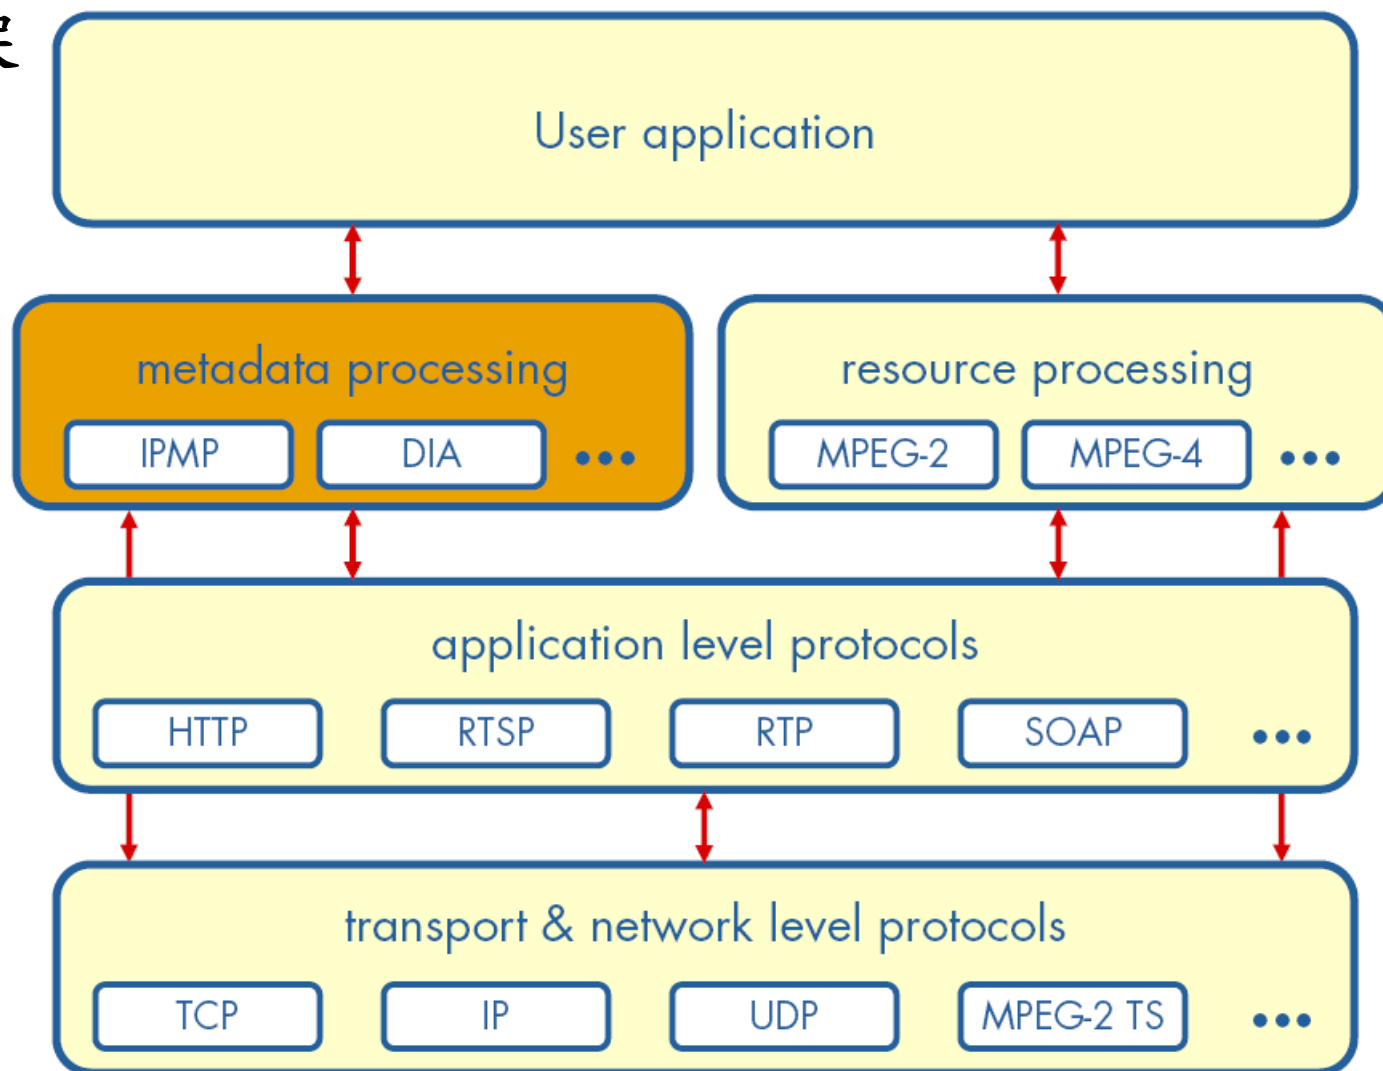 User application
metadata processing
IPMP DIA •••
resource processing
MPEG-2 MPEG-4 •••
application level protocols
HTTP RTSP RTP SOAP •••
transport & network level protocols
TCP IP UDP MPEG-2 TS •••